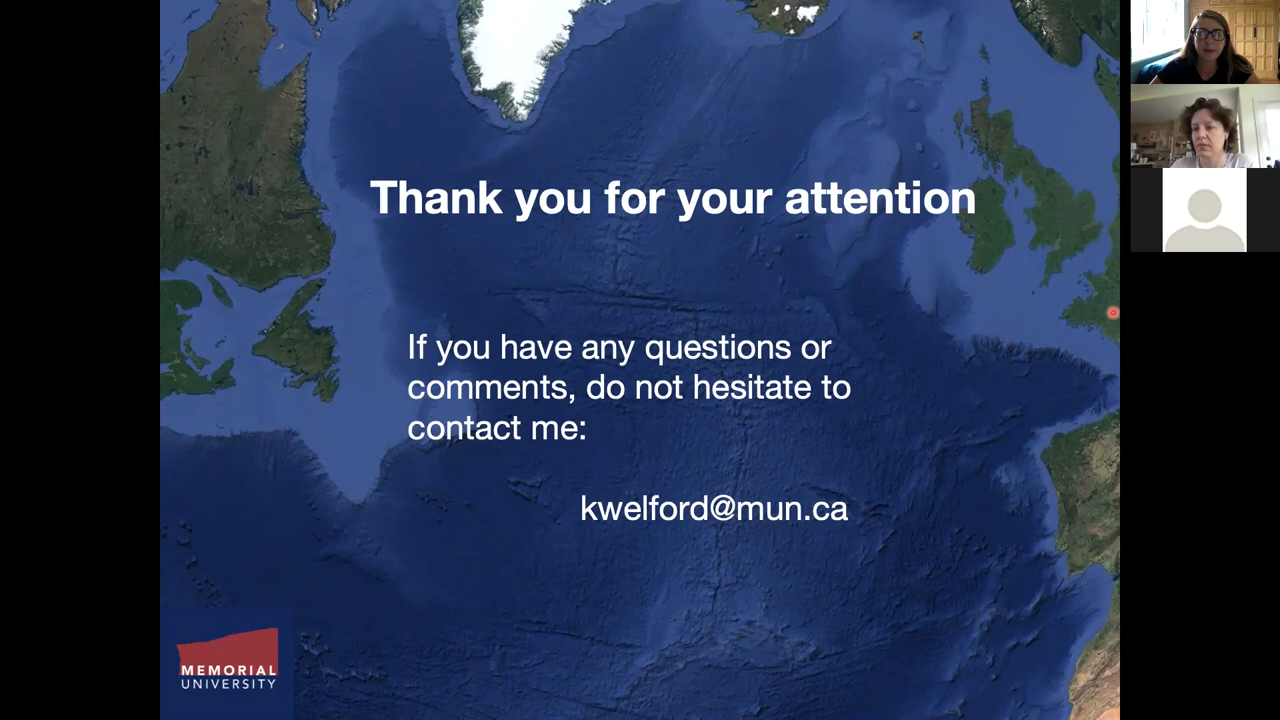 Thank you for your attention
If you have any questions or
comments, do not hesitate to
contact me:
kwelford@mun.ca
MEMORIAL
UNIVERSITY